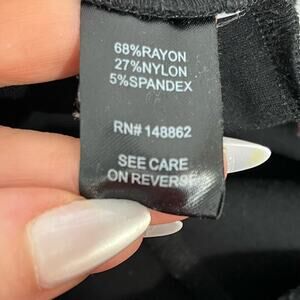 68%RAYON
27%NYLON
5%SPANDEX
RN# 148862
SEE CARE
ON REVERSE